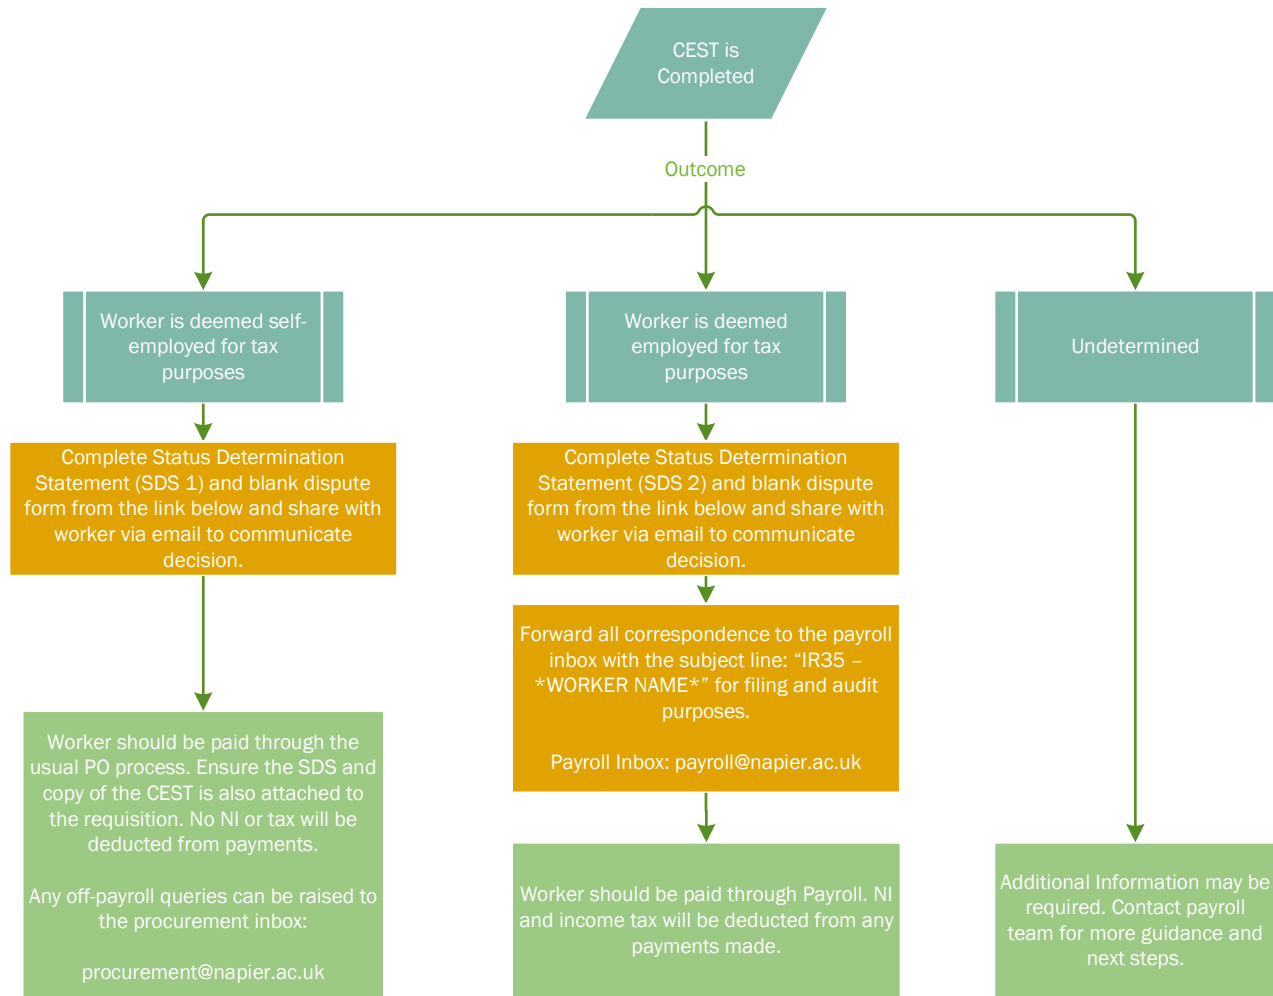 CEST is
Completed
Outcome
Worker is deemed self-
employed for tax
purposes
Worker is deemed
employed for tax
purposes
Undetermined
Complete Status Determination
Statement (SDS 1) and blank dispute
form from the link below and share with
worker via email to communicate
decision.
Complete Status Determination
Statement (SDS 2) and blank dispute
form from the link below and share with
worker via email to communicate
decision.
Forward all correspondence to the payroll
inbox with the subject line: “IR35 –
*WORKER NAME*” for filing and audit
purposes.
Payroll Inbox: payroll@napier.ac.uk
Worker should be paid through the
usual PO process. Ensure the SDS and
copy of the CEST is also attached to
the requisition. No NI or tax will be
deducted from payments.
Any off-payroll queries can be raised to
the procurement inbox:
procurement@napier.ac.uk
Worker should be paid through Payroll. NI
and income tax will be deducted from any
payments made.
Additional Information may be
required. Contact payroll
team for more guidance and
next steps.